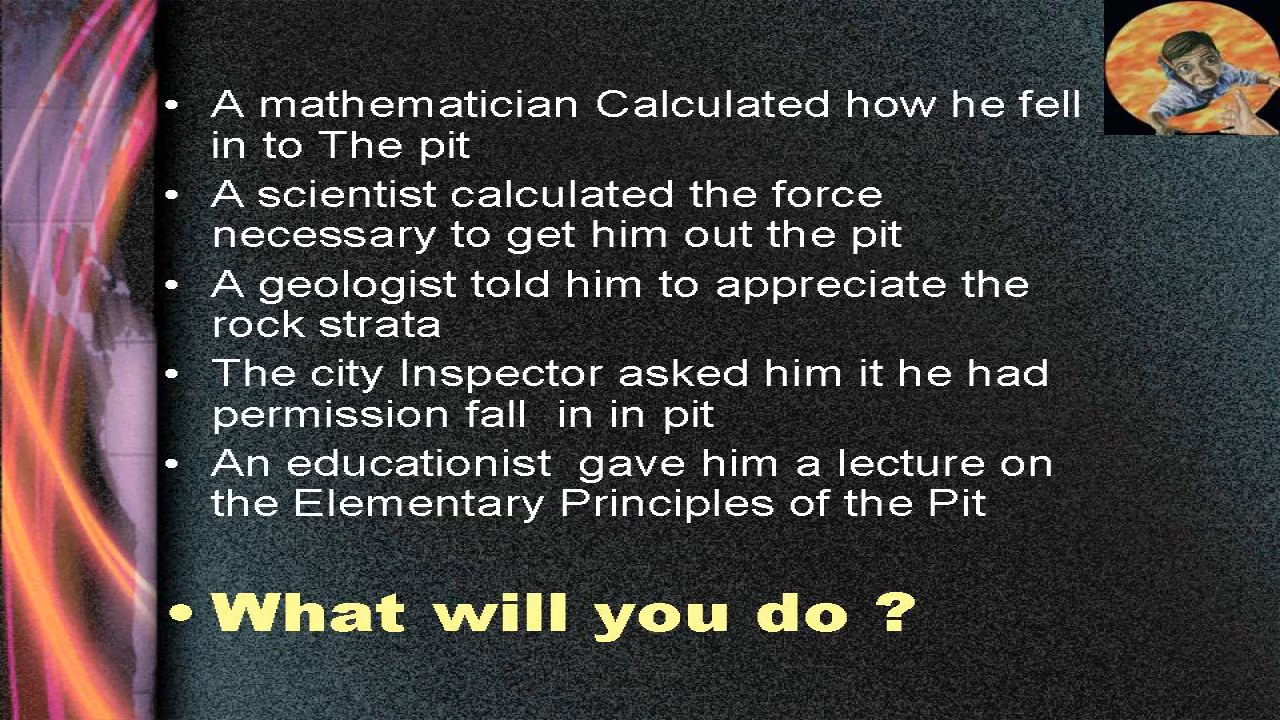 • A mathematician Calculated how he fell
in to The pit
• A scientist calculated the force
necessary to get him out the pit
• A geologist told him to appreciate the
rock strata
• The city Inspector asked him it he had
permission fall  in in pit
• An educationist  gave him a lecture on
the Elementary Principles of the Pit
• What will you do ?